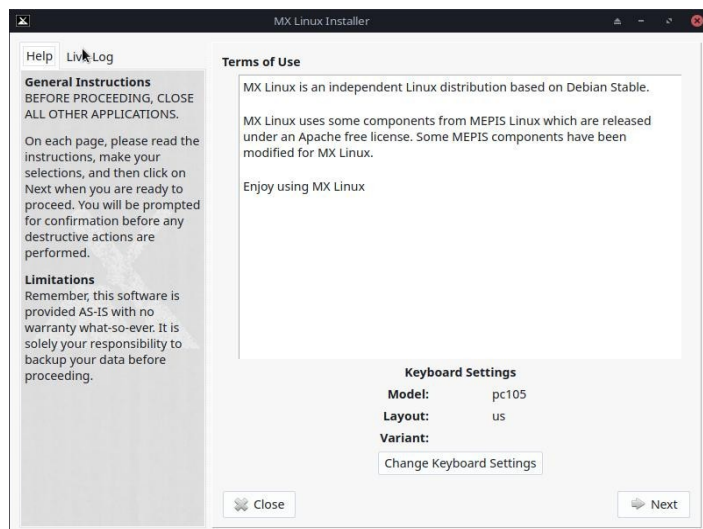 MX Linux Installer
Help
Live Log
General Instructions
BEFORE PROCEEDING, CLOSE
ALL OTHER APPLICATIONS.
On each page, please read the
instructions, make your
selections, and then click on
Next when you are ready to
proceed. You will be prompted
for confirmation before any
destructive actions are
performed.
Limitations
Remember, this software is
provided AS-IS with no
warranty what-so-ever. It is
solely your responsibility to
backup your data before
proceeding.
Terms of Use
MX Linux is an independent Linux distribution based on Debian Stable.
MX Linux uses some components from MEPIS Linux which are released
under an Apache free license. Some MEPIS components have been
modified for MX Linux.
Enjoy using MX Linux
Keyboard Settings
Model: pc105
Layout: us
Variant:
Change Keyboard Settings
Close
Next